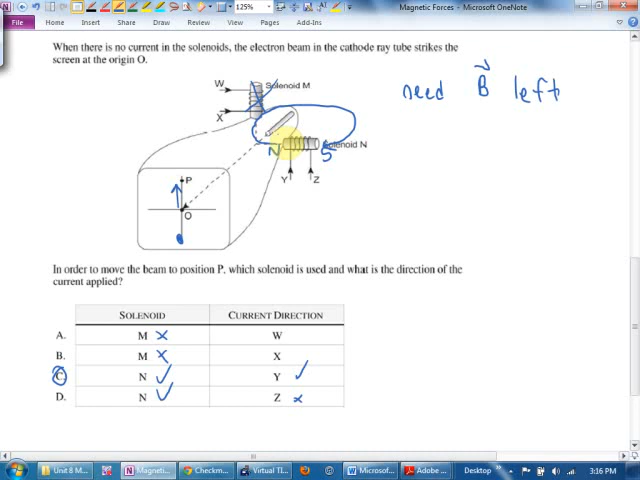 Magnetic Forces - Microsoft OneNote
File
Home
Insert
Share
Draw
Review
View
Add-Ins
125%
When there is no current in the solenoids, the electron beam in the cathode ray tube strikes the
screen at the origin O.
need B left
W
Solenoid M
X
N
S
Solenoid N
Y
Z
P
O
In order to move the beam to position P, which solenoid is used and what is the direction of the
current applied?
SOLENOID CURRENT DIRECTION
A. M W
B. M X
C. N Y
D. N Z
Unit 8 M
Magneti...
Checkm...
Virtual TI...
Microsof...
Adobe R...
Desktop
3:16 PM